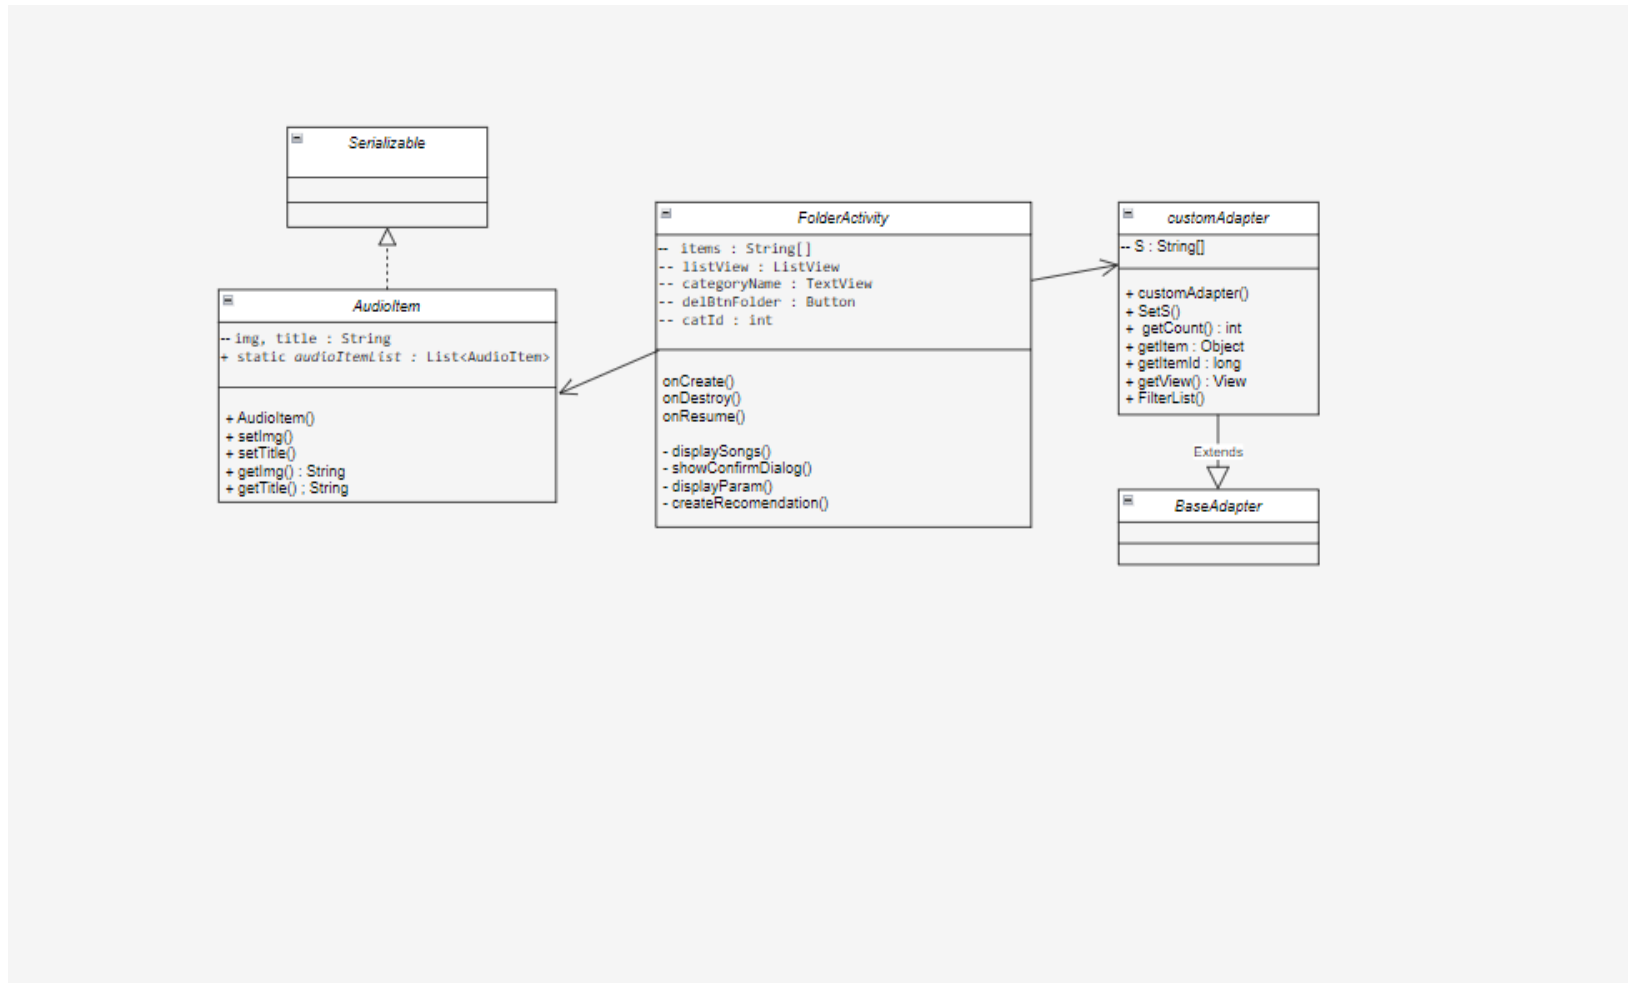 Serializable
AudioItem
-- img, title : String
+ static audioItemList : List<AudioItem>
+ AudioItem()
+ setImg()
+ setTitle()
+ getImg() : String
+ getTitle() ; String
FolderActivity
-- items : String[]
-- listView : ListView
-- categoryName : TextView
-- delBtnFolder : Button
-- catId : int
onCreate()
onDestroy()
onResume()
- displaySongs()
- showConfirmDialog()
- displayParam()
- createRecomendation()
customAdapter
-- S : String[]
+ customAdapter()
+ SetS()
+ getCount() : int
+ getItem : Object
+ getItemId : long
+ getView() : View
+ FilterList()
Extends
BaseAdapter